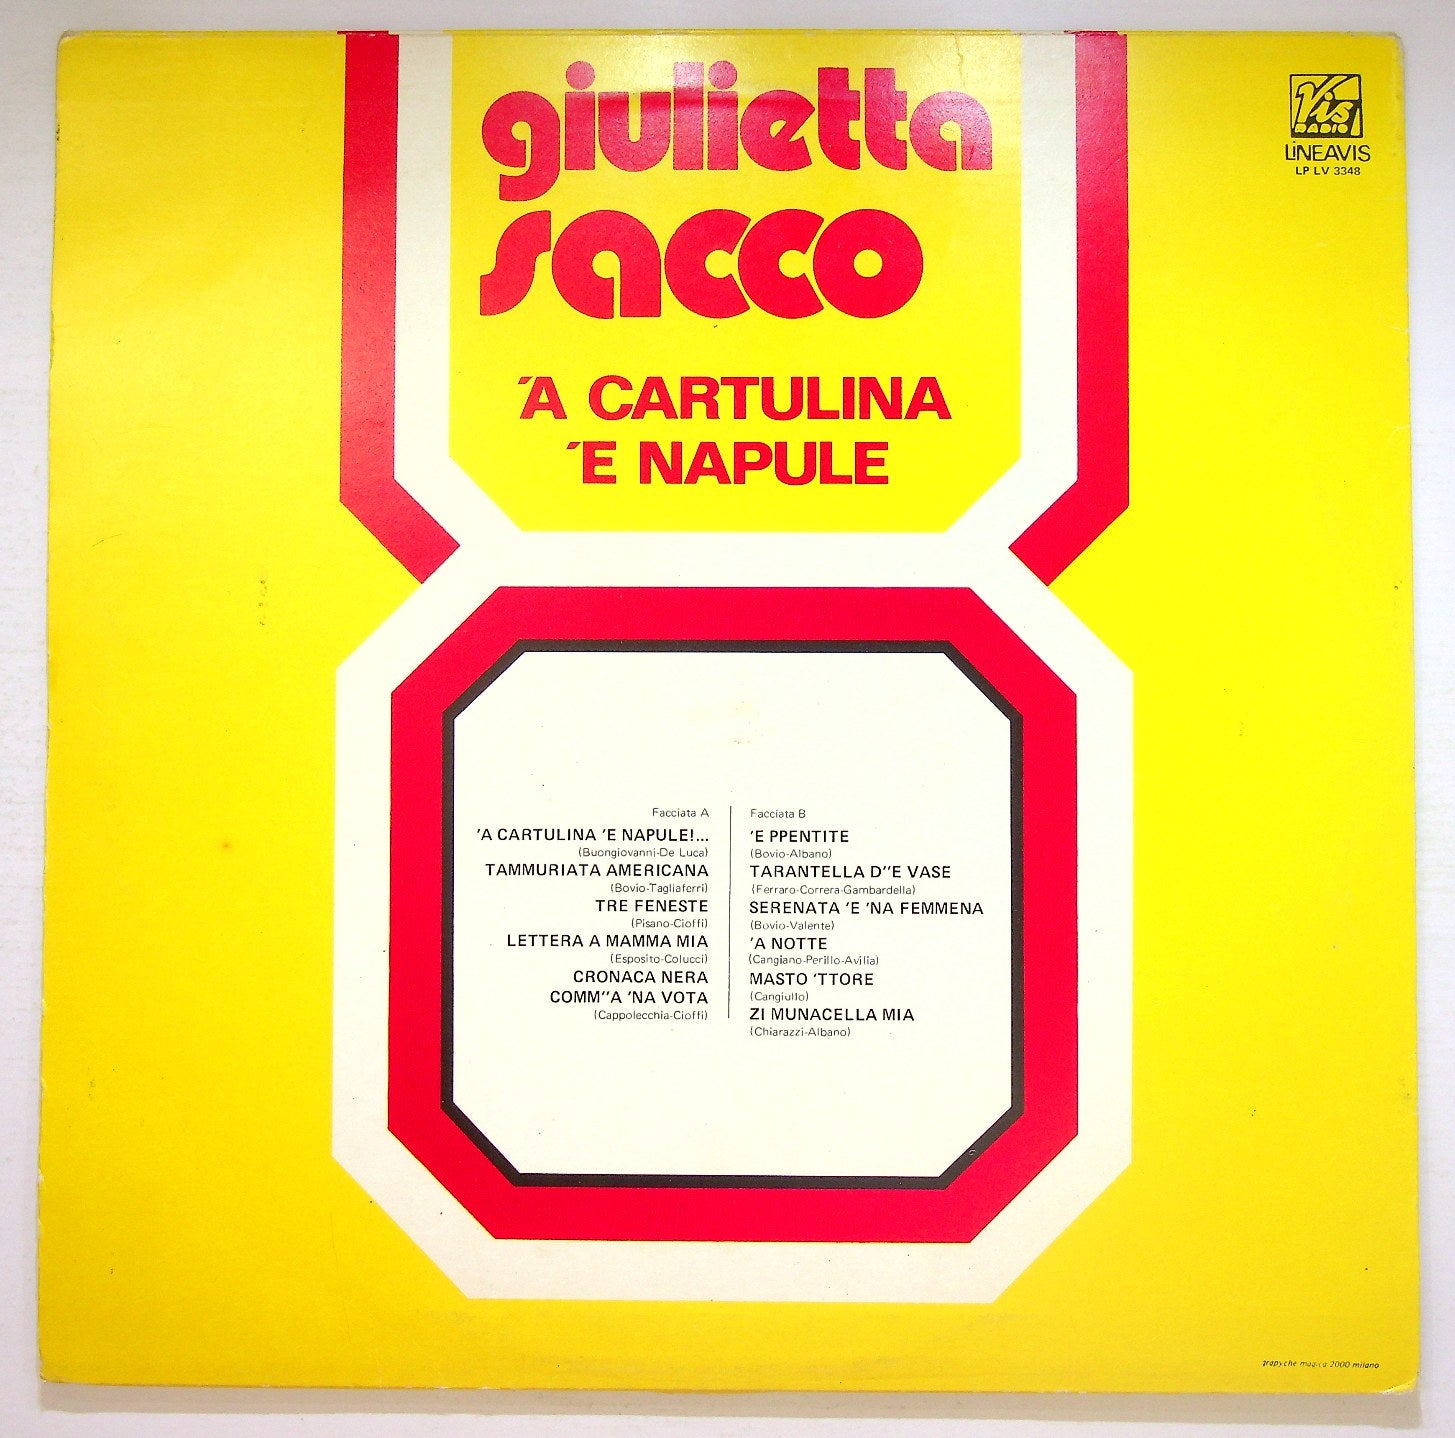 giulietta
sacco
'A CARTULINA
'E NAPULE
Vis
RADIO
LINEAVIS
LP LV 3348
Facciata A
'A CARTULINA 'E NAPULE!...
(Buongiovanni-De Luca)
TAMMURIATA AMERICANA
(Bovio-Tagliaferri)
TRE FENESTE
(Pisano-Cioffi)
LETTERA A MAMMA MIA
(Esposito-Colucci)
CRONACA NERA
COMM''A 'NA VOTA
(Cappolecchia-Cioffi)
Facciata B
'E PPENTITE
(Bovio-Albano)
TARANTELLA D''E VASE
(Ferraro-Correra-Gambardella)
SERENATA 'E 'NA FEMMENA
(Bovio-Valente)
'A NOTTE
(Cangiano-Perillo-Avilia)
MASTO 'TTORE
(Cangiullo)
ZI MUNACELLA MIA
(Chiarazzi-Albano)
grapyche magica 2000 milano